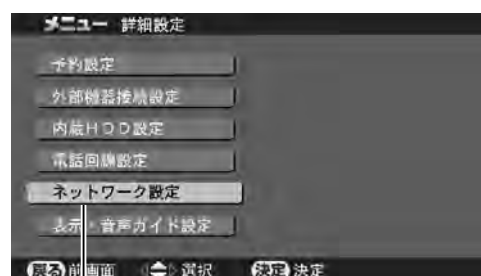 メニュー 詳細設定
予約設定
外部機器接続設定
内蔵HDD設定
電話回線設定
ネットワーク設定
表示・音声ガイド設定
戻る 前画面 選択 決定 決定